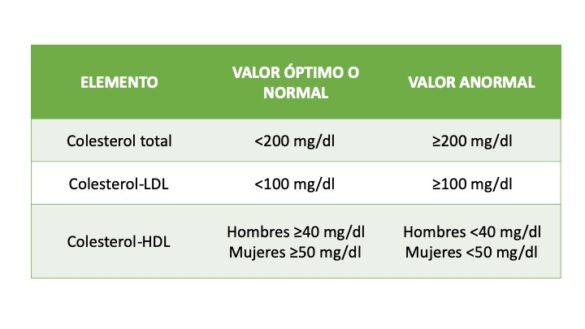 ELEMENTO
VALOR ÓPTIMO O
NORMAL
VALOR ANORMAL
Colesterol total
<200 mg/dl
≥200 mg/dl
Colesterol-LDL
<100 mg/dl
≥100 mg/dl
Colesterol-HDL
Hombres ≥40 mg/dl
Mujeres ≥50 mg/dl
Hombres <40 mg/dl
Mujeres <50 mg/dl